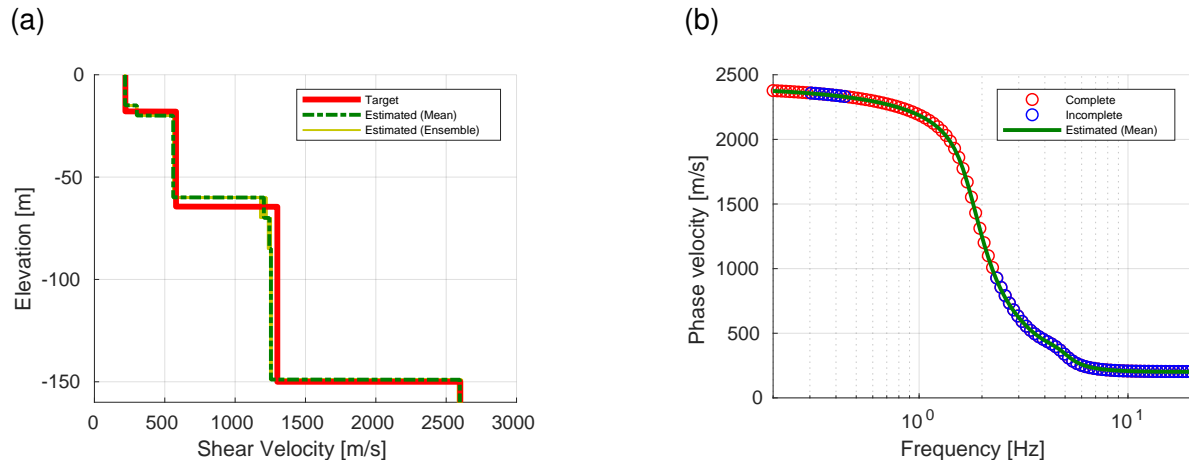 (a)
0
-50
-100
-150
Elevation [m]
0 500 1000 1500 2000 2500 3000
Shear Velocity [m/s]
Target
Estimated (Mean)
Estimated (Ensemble)
(b)
2500
2000
1500
1000
500
0
Phase velocity [m/s]
10^0 10^1
Frequency [Hz]
Complete
Incomplete
Estimated (Mean)